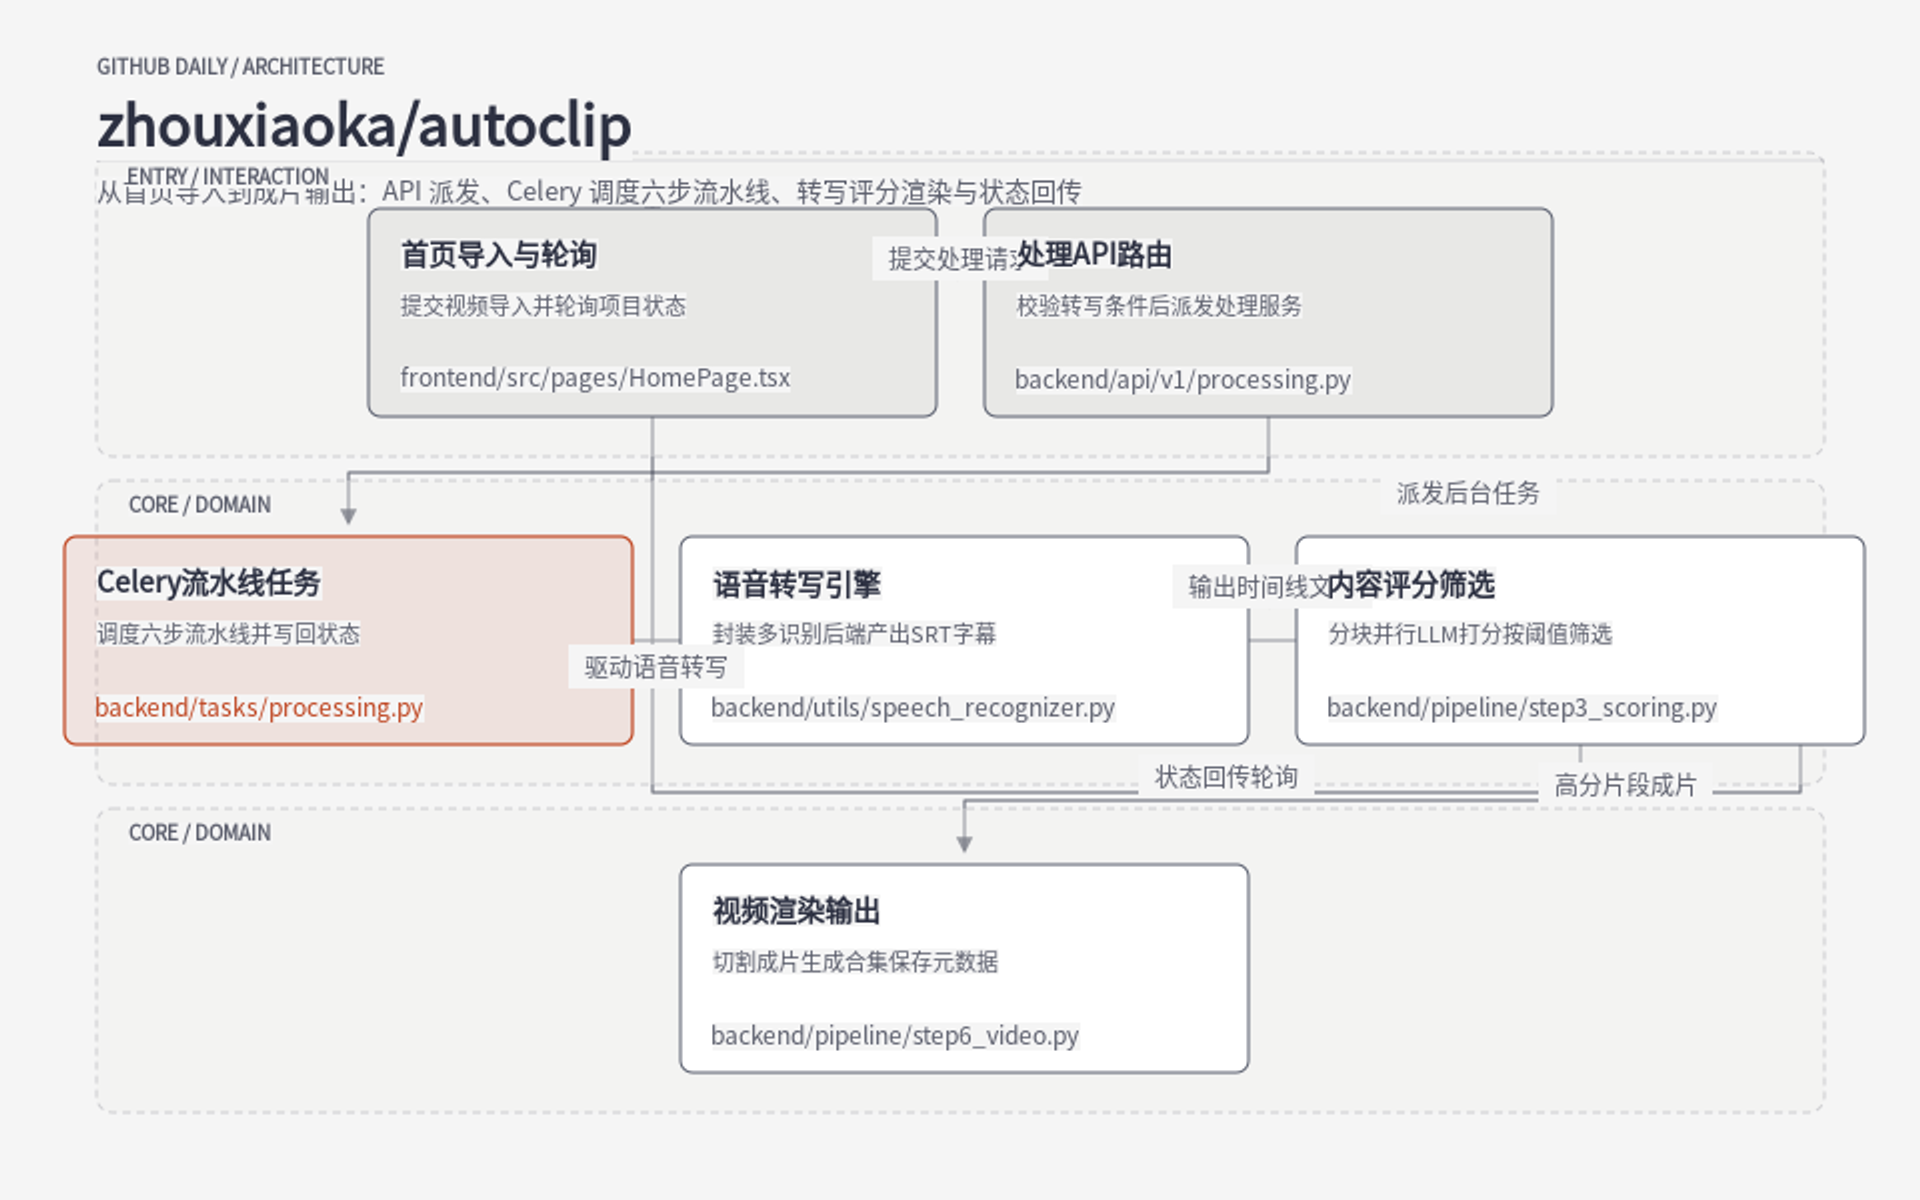 GITHUB DAILY / ARCHITECTURE
zhouxiaoka/autoclip
ENTRY / INTERACTION
从首页导入到成片输出：API 派发、Celery 调度六步流水线、转写评分渲染与状态回传
首页导入与轮询
提交视频导入并轮询项目状态
frontend/src/pages/HomePage.tsx
提交处理请求
处理API路由
校验转写条件后派发处理服务
backend/api/v1/processing.py
派发后台任务
CORE / DOMAIN
Celery流水线任务
调度六步流水线并写回状态
backend/tasks/processing.py
驱动语音转写
语音转写引擎
封装多识别后端产出SRT字幕
backend/utils/speech_recognizer.py
输出时间线文
内容评分筛选
分块并行LLM打分按阈值筛选
backend/pipeline/step3_scoring.py
状态回传轮询
高分片段成片
CORE / DOMAIN
视频渲染输出
切割成片生成合集保存元数据
backend/pipeline/step6_video.py